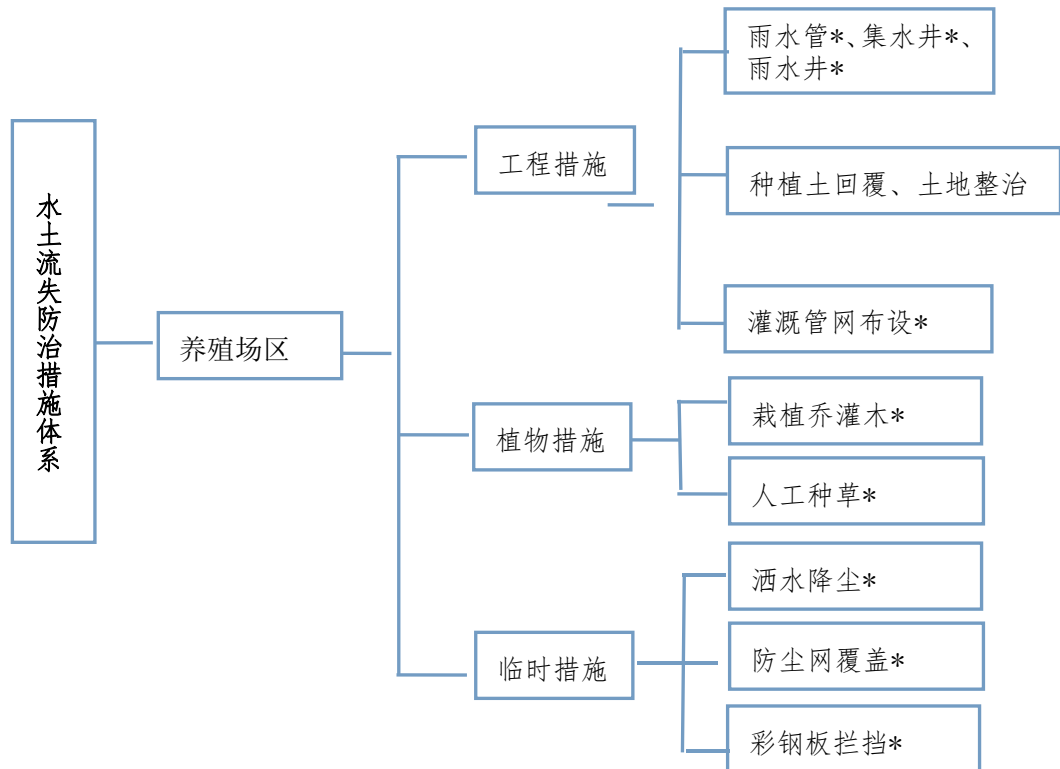 水土流失防治措施体系
养殖场区
工程措施
雨水管*、集水井*、
雨水井*
种植土回覆、土地整治
灌溉管网布设*
植物措施
栽植乔灌木*
人工种草*
临时措施
洒水降尘*
防尘网覆盖*
彩钢板拦挡*